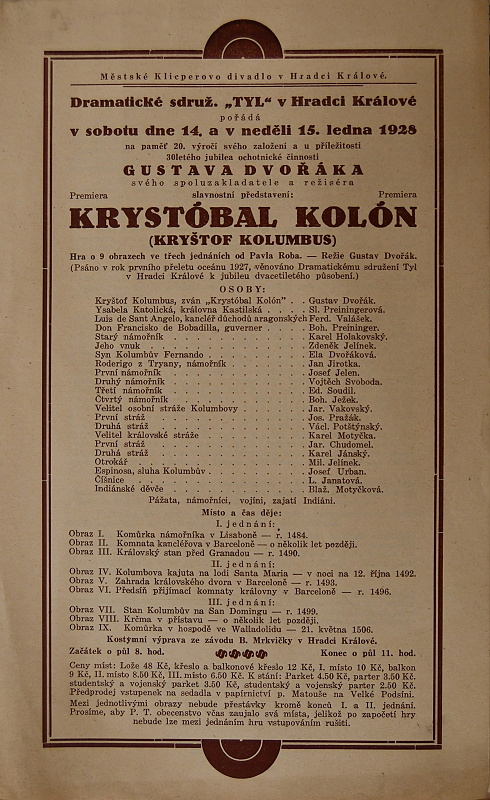 Městské Klicperovo divadlo v Hradci Králové.
Dramatické sdruž. „TYL“ v Hradci Králové
pořádá
v sobotu dne 14. a v neděli 15. ledna 1928
na paměť 20. výročí svého založení a u příležitosti
30letého jubilea ochotnické činnosti
GUSTAVA DVOŘÁKA
svého spoluzakladatele a režiséra
Premiera slavnostní představení: Premiera
KRYSTÓBAL KOLÓN
(KRYŠTOF KOLUMBUS)
Hra o 9 obrazech ve třech jednáních od Pavla Roba. — Režie Gustav Dvořák.
(Psáno v rok prvního přeletu oceánu 1927, věnováno Dramatickému sdružení Tyl
v Hradci Králové k jubileu dvacetiletého působení.)
OSOBY:
Kryštof Kolumbus, zván „Krystóbal Kolón“ . . Gustav Dvořák.
Ysabela Katolická, královna Kastilská . . . . Sl. Preiningerová.
Luis de Sant Angelo, kancléř důchodů aragonských Ferd. Valášek.
Don Francisko de Bobadilla, guverner . . . . Boh. Preininger.
Starý námořník . . . . . . . . . . . Karel Holakovský.
Jeho vnuk . . . . . . . . . . . . . Zdeněk Jelínek.
Syn Kolumbův Fernando . . . . . . . . Ela Dvořáková.
Roderigo z Tryany, námořník . . . . . . . Jan Jirotka.
První námořník . . . . . . . . . . . Josef Jelen.
Druhý námořník . . . . . . . . . . . Vojtěch Svoboda.
Třetí námořník . . . . . . . . . . . Ed. Soudil.
Čtvrtý námořník . . . . . . . . . . . Boh. Ježek.
Velitel osobní stráže Kolumbovy . . . . . . Jar. Vakovský.
První stráž . . . . . . . . . . . . Jos. Pražák.
Druhá stráž . . . . . . . . . . . . Václ. Potštýnský.
Velitel královské stráže . . . . . . . . Karel Motyčka.
První stráž . . . . . . . . . . . . Jar. Chudomel.
Druhá stráž . . . . . . . . . . . . Karel Jánský.
Otrokář . . . . . . . . . . . . . . Mil. Jelínek.
Espinosa, sluha Kolumbův . . . . . . . . Josef Urban.
Číšnice . . . . . . . . . . . . . . L. Janatová.
Indiánské děvče . . . . . . . . . . . Blaž. Motyčková.
Pážata, námořníci, vojíni, zajatí Indiáni.
Místo a čas děje:
I. jednání:
Obraz I. Komůrka námořníka v Lisaboně — r. 1484.
Obraz II. Komnata kancléřova v Barceloně — o několik let později.
Obraz III. Královský stan před Granadou — r. 1490.
II. jednání:
Obraz IV. Kolumbova kajuta na lodi Santa Maria — v noci na 12. října 1492.
Obraz V. Zahrada královského dvora v Barceloně — r. 1493.
Obraz VI. Předsíň přijímací komnaty královny v Barceloně — r. 1496.
III. jednání:
Obraz VII. Stan Kolumbův na San Domingu — r. 1499.
Obraz VIII. Krčma v přístavu — o několik let později.
Obraz IX. Komůrka v hospodě ve Walladolidu — 21. května 1506.
Kostymní výprava ze závodu B. Mrkvičky v Hradci Králové.
Začátek o půl 8. hod. Konec o půl 11. hod.
Ceny míst: Lože 48 Kč, křeslo a balkonové křeslo 12 Kč, I. místo 10 Kč, balkon
9 Kč, II. místo 8.50 Kč, III. místo 6.50 Kč. K stání: Parket 4.50 Kč, parter 3.50 Kč.
studentský a vojenský parket 3.50 Kč, studentský a vojenský parter 2.50 Kč.
Předprodej vstupenek na sedadla v papírnictví p. Matouše na Velké Podsíni.
Mezi jednotlivými obrazy nebude přestávky kromě konců I. a II. jednání.
Prosíme, aby P. T. obecenstvo včas zaujalo svá místa, jelikož po započetí hry
nebude lze mezi jednáním hru vstupováním rušiti.